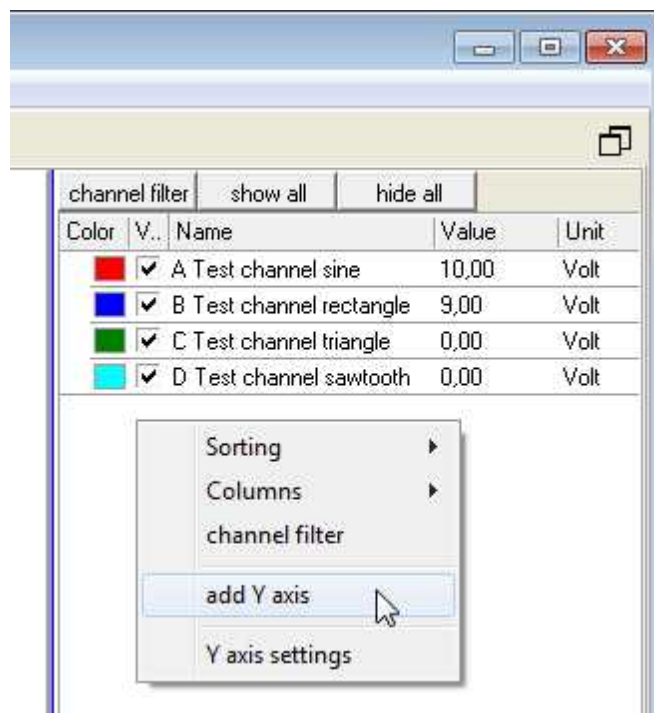 channel filter show all hide all
Color V.. Name Value Unit
A Test channel sine 10,00 Volt
B Test channel rectangle 9,00 Volt
C Test channel triangle 0,00 Volt
D Test channel sawtooth 0,00 Volt
Sorting
Columns
channel filter
add Y axis
Y axis settings